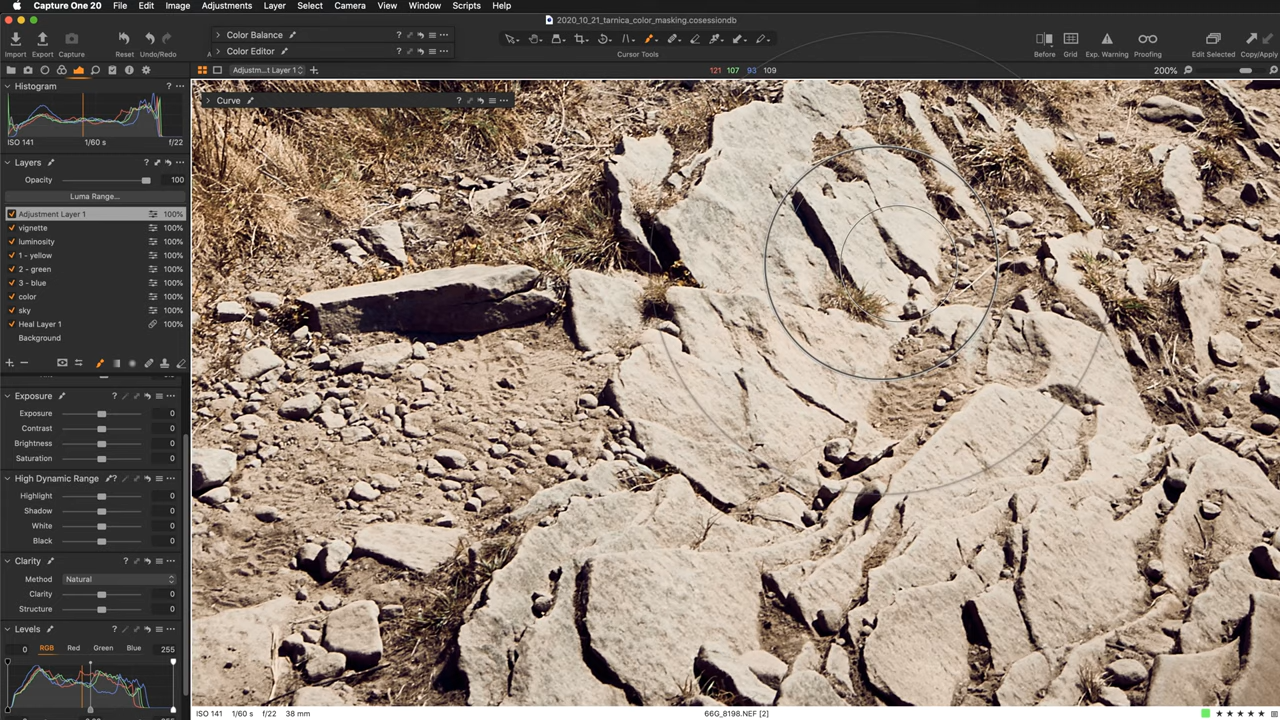 Capture One 20 File Edit Image Adjustments Layer Select Camera View Window Scripts Help
2020_10_21_tarnica_color_masking.cosessiondb
Import Export Capture Reset Undo/Redo
Color Balance ?
Color Editor ?
Cursor Tools
Before Grid Exp. Warning Proofing Edit Selected Copy/Apply
Adjustm...t Layer 1
121 107 93 109
200%
Histogram ?
ISO 141 1/60 s f/22
Curve ?
Layers ?
Opacity 100
Luma Range...
Adjustment Layer 1 100%
vignette 100%
luminosity 100%
1 - yellow 100%
2 - green 100%
3 - blue 100%
color 100%
sky 100%
Heal Layer 1 100%
Background
Exposure ?
Exposure 0
Contrast 0
Brightness 0
Saturation 0
High Dynamic Range ?
Highlight 0
Shadow 0
White 0
Black 0
Clarity ?
Method Natural
Clarity 0
Structure 0
Levels ?
0 RGB Red Green Blue 255
ISO 141 1/60 s f/22 38 mm
66G_8198.NEF [2]